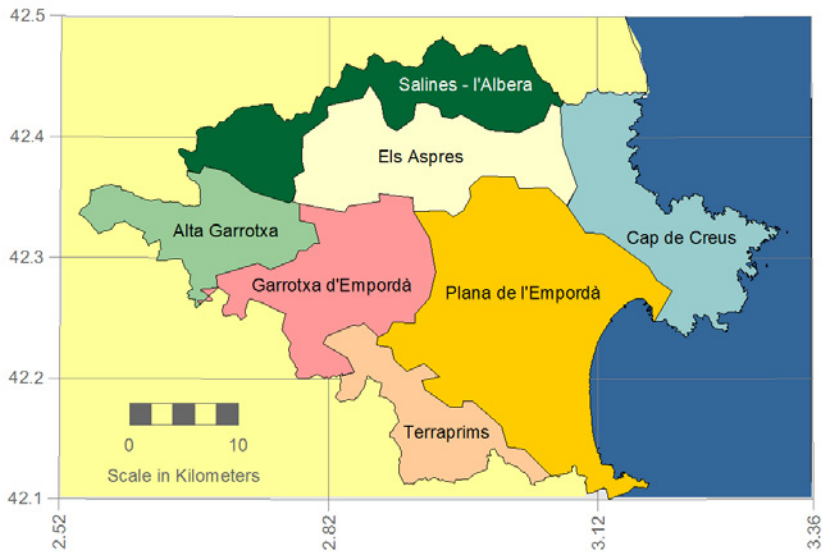 42.5
Salines - l'Albera
42.4
Els Aspres
Alta Garrotxa
Cap de Creus
42.3
Garrotxa d'Empordà
Plana de l'Empordà
42.2
Terraprims
0 10
Scale in Kilometers
42.1
2.52 2.82 3.12 3.36